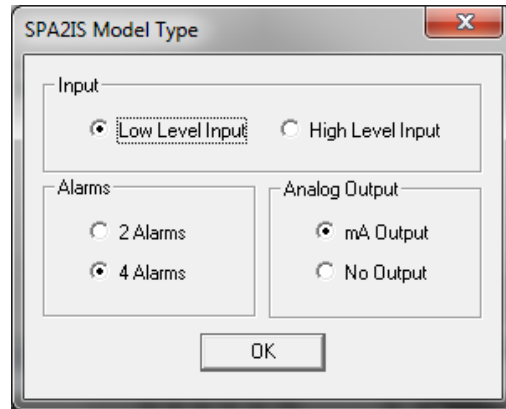 SPA2IS Model Type
Input
Low Level Input
High Level Input
Alarms
2 Alarms
4 Alarms
Analog Output
mA Output
No Output
OK